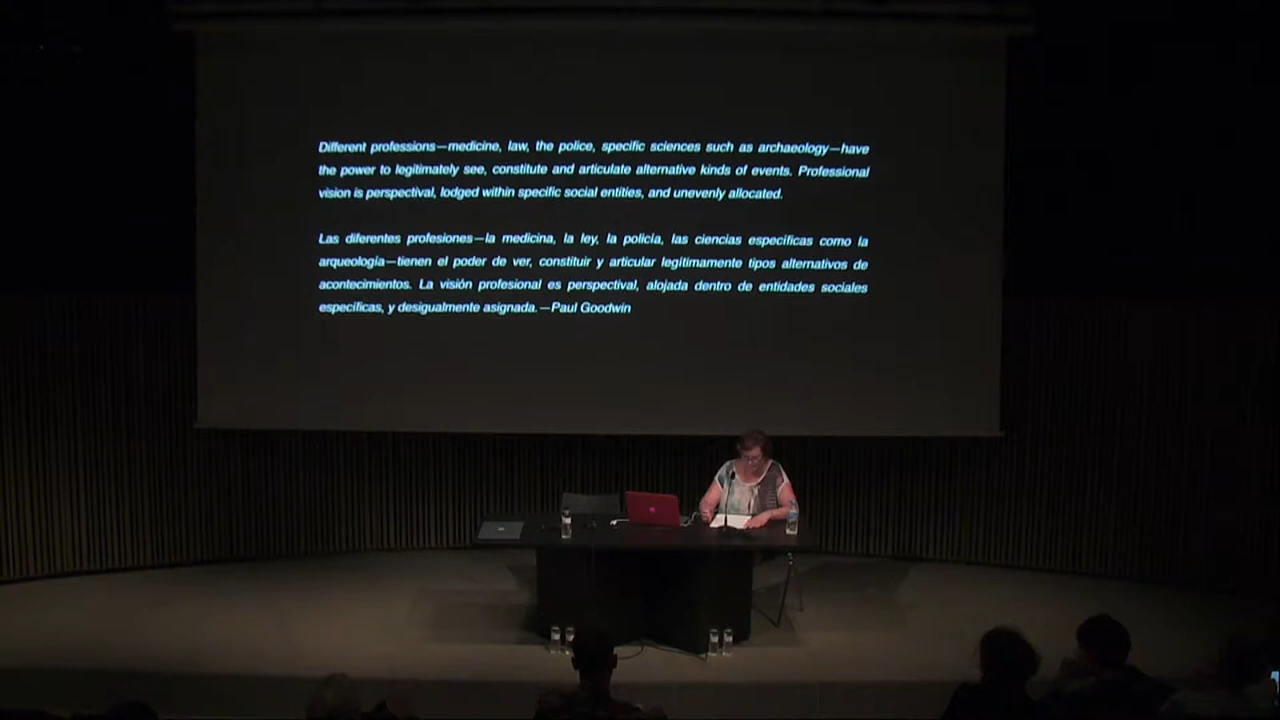 Different professions—medicine, law, the police, specific sciences such as archaeology—have
the power to legitimately see, constitute and articulate alternative kinds of events. Professional
vision is perspectival, lodged within specific social entities, and unevenly allocated.
Las diferentes profesiones—la medicina, la ley, la policía, las ciencias específicas como la
arqueología—tienen el poder de ver, constituir y articular legítimamente tipos alternativos de
acontecimientos. La visión profesional es perspectival, alojada dentro de entidades sociales
específicas, y desigualmente asignada. —Paul Goodwin